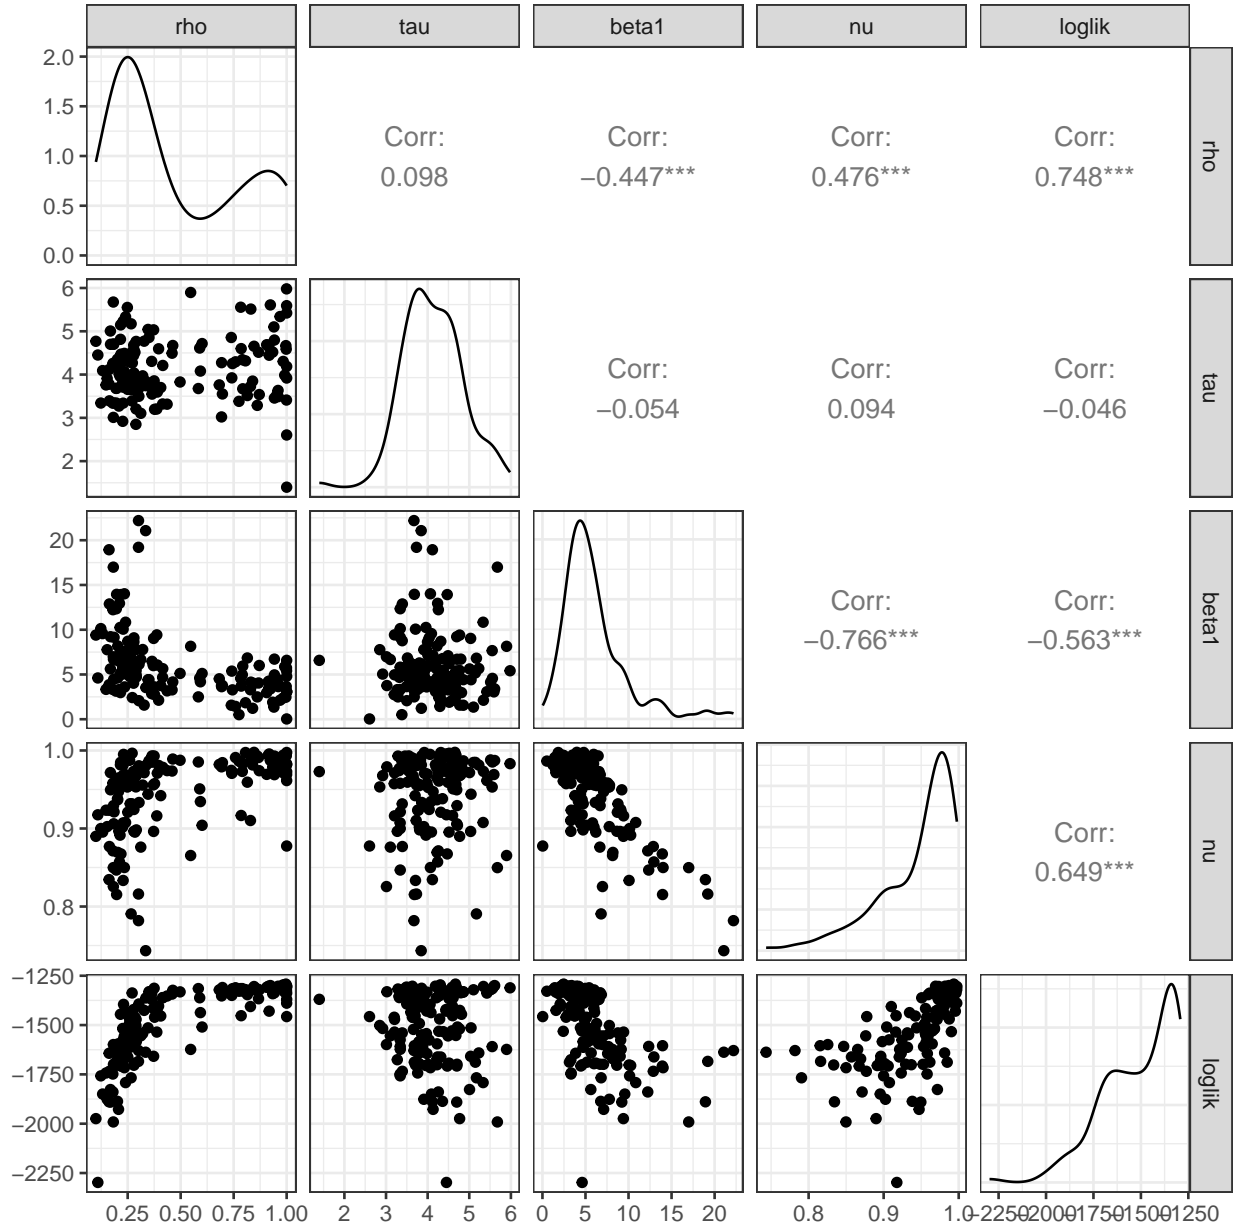 rho tau beta1 nu loglik
2.0
1.5
1.0
0.5
0.0
Corr:
0.098
Corr:
−0.447***
Corr:
0.476***
Corr:
0.748***
rho
6
5
4
3
2
Corr:
−0.054
Corr:
0.094
Corr:
−0.046
tau
20
15
10
5
0
Corr:
−0.766***
Corr:
−0.563***
beta1
1.0
0.9
0.8
Corr:
0.649***
nu
−1250
−1500
−1750
−2000
−2250
loglik
0.25 0.50 0.75 1.00
2 3 4 5 6
0 5 10 15 20
0.8 0.9 1.0
−2250 −2000 −1750 −1500 −1250